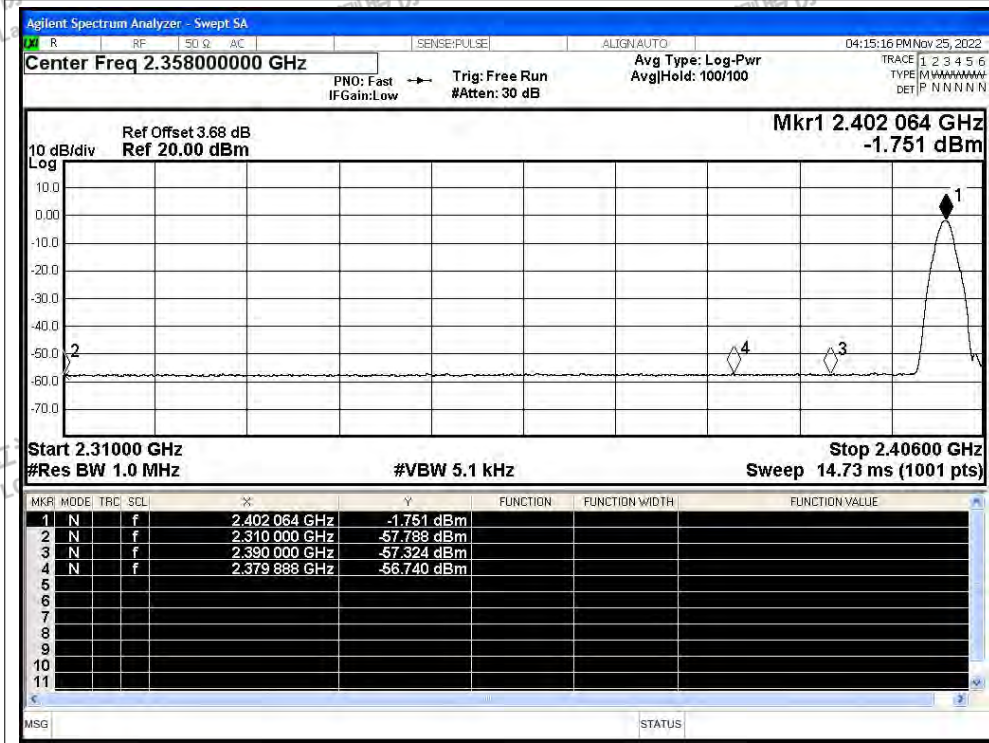 Agilent Spectrum Analyzer - Swept SA
LXI R RF 50 Ω AC SENSE:PULSE ALIGN AUTO 04:15:16 PM Nov 25, 2022
Center Freq 2.358000000 GHz
PNO: Fast
IFGain:Low
Trig: Free Run
#Atten: 30 dB
Avg Type: Log-Pwr
Avg|Hold: 100/100
TRACE 1 2 3 4 5 6
TYPE M WWWWW
DET P N N N N N
Ref Offset 3.68 dB
10 dB/div Ref 20.00 dBm
Log
Mkr1 2.402 064 GHz
-1.751 dBm
10.0
0.00
-10.0
-20.0
-30.0
-40.0
-50.0
-60.0
-70.0
1
2
4
3
Start 2.31000 GHz Stop 2.40600 GHz
#Res BW 1.0 MHz #VBW 5.1 kHz Sweep 14.73 ms (1001 pts)
MKR MODE TRC SCL X Y FUNCTION FUNCTION WIDTH FUNCTION VALUE
1 N f 2.402 064 GHz -1.751 dBm
2 N f 2.310 000 GHz -57.788 dBm
3 N f 2.390 000 GHz -57.324 dBm
4 N f 2.379 888 GHz -56.740 dBm
5
6
7
8
9
10
11
MSG STATUS